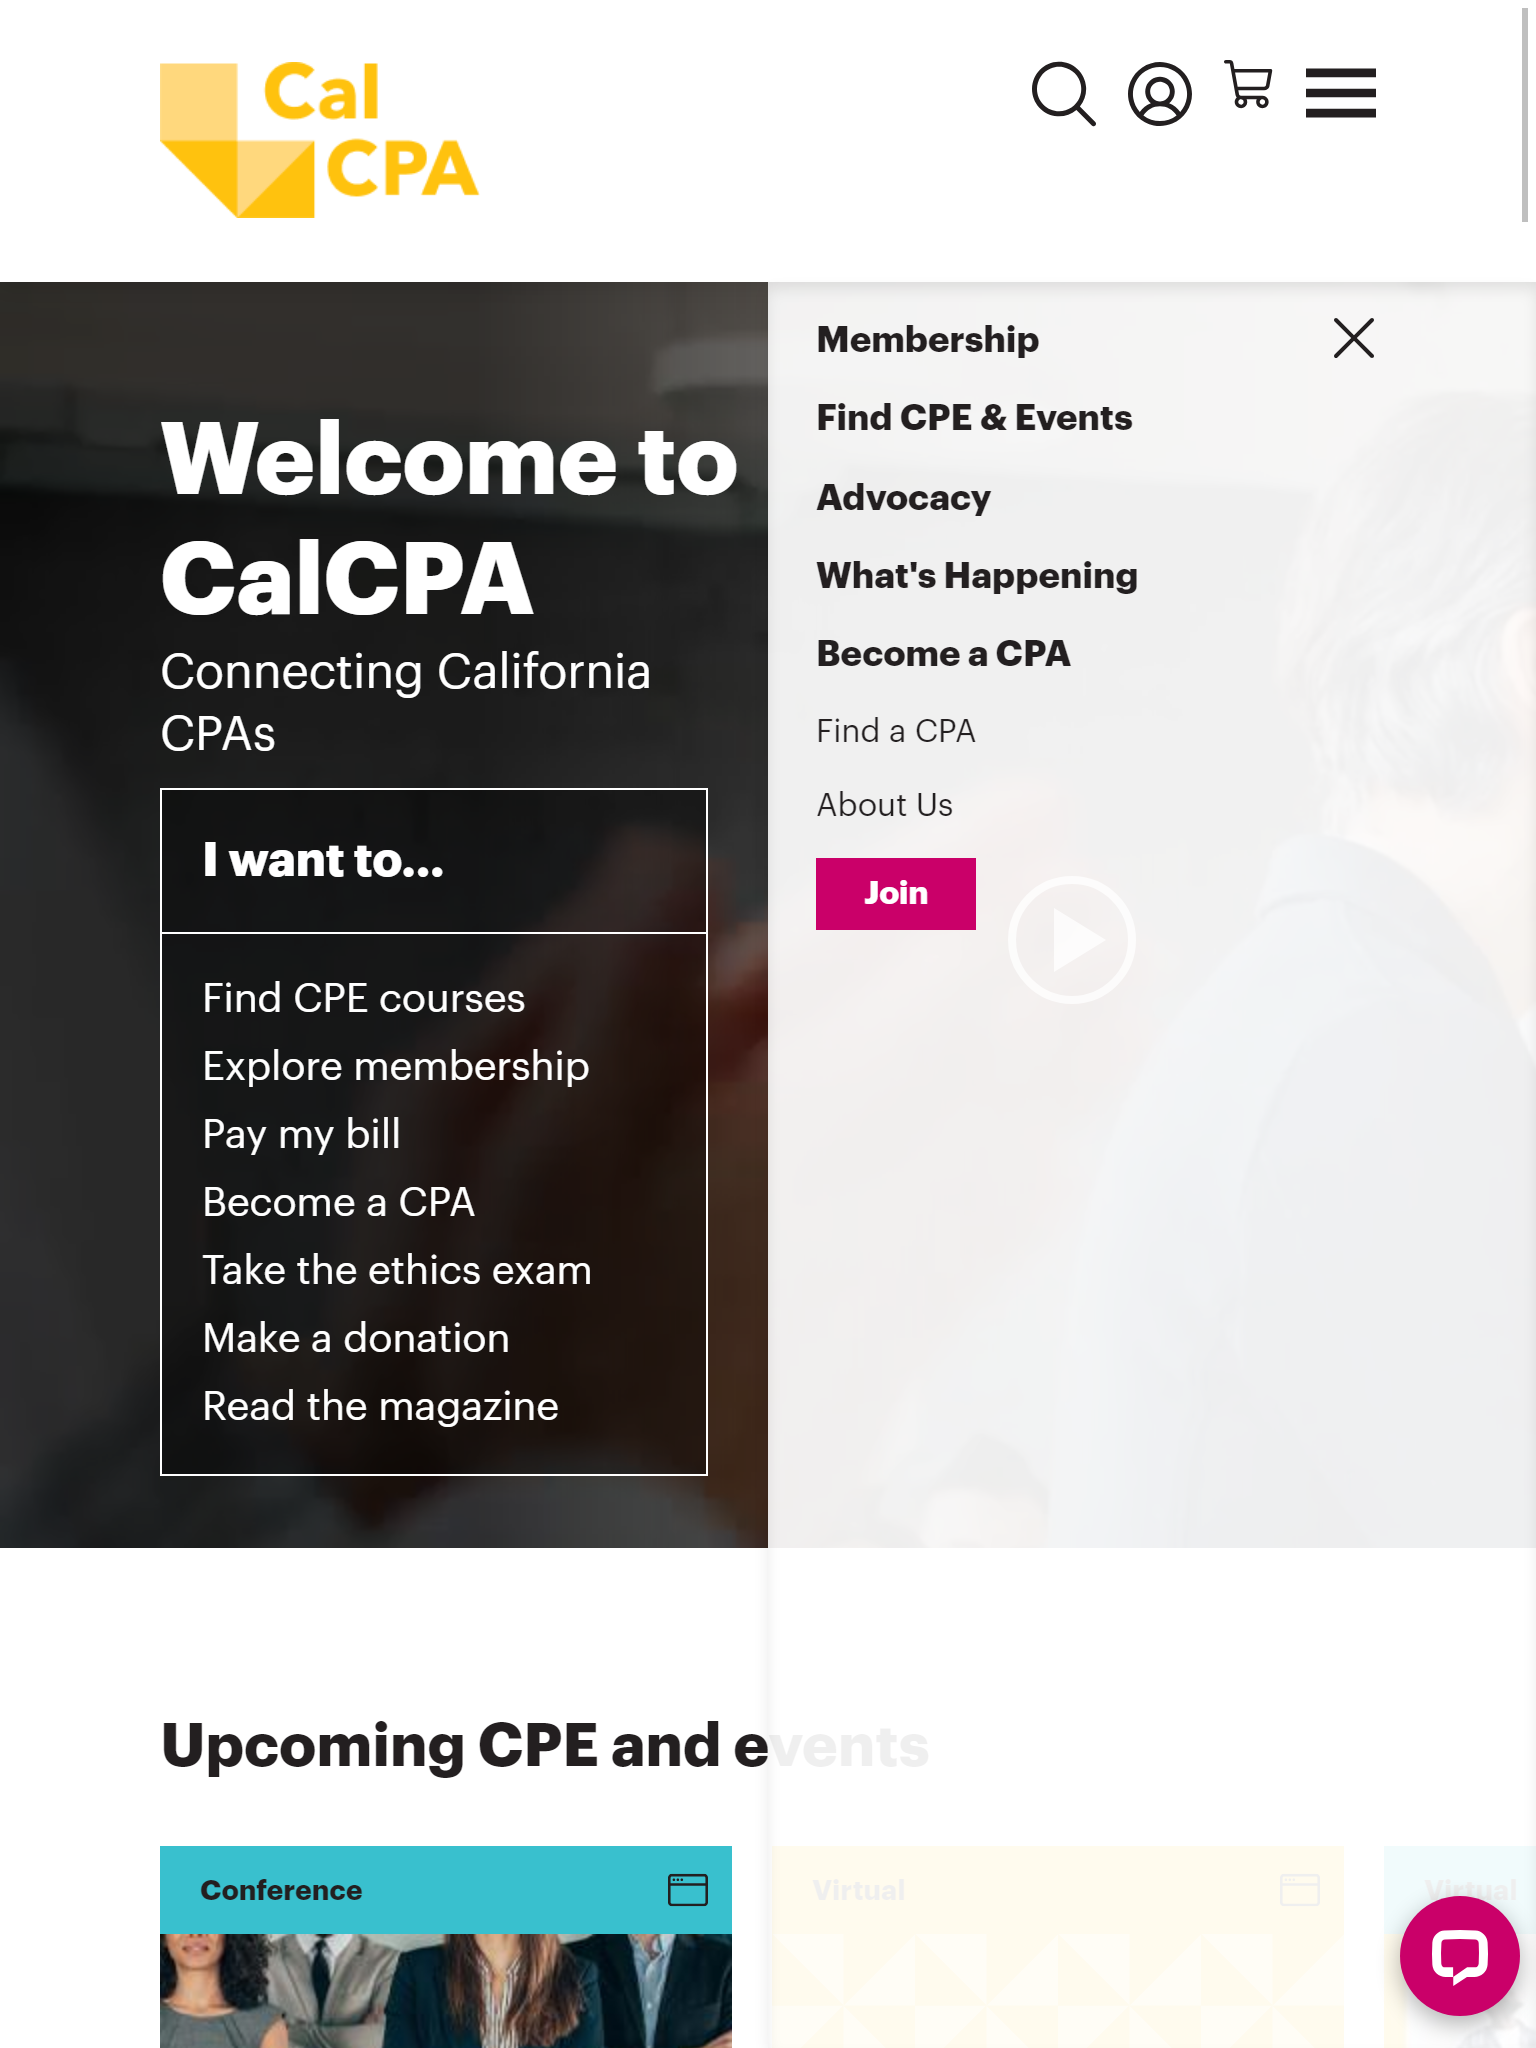 Cal
CPA
Welcome to
CalCPA
Connecting California
CPAs
I want to...
Find CPE courses
Explore membership
Pay my bill
Become a CPA
Take the ethics exam
Make a donation
Read the magazine
Membership
Find CPE & Events
Advocacy
What's Happening
Become a CPA
Find a CPA
About Us
Join
Upcoming CPE and events
Conference
Virtual
Virtual